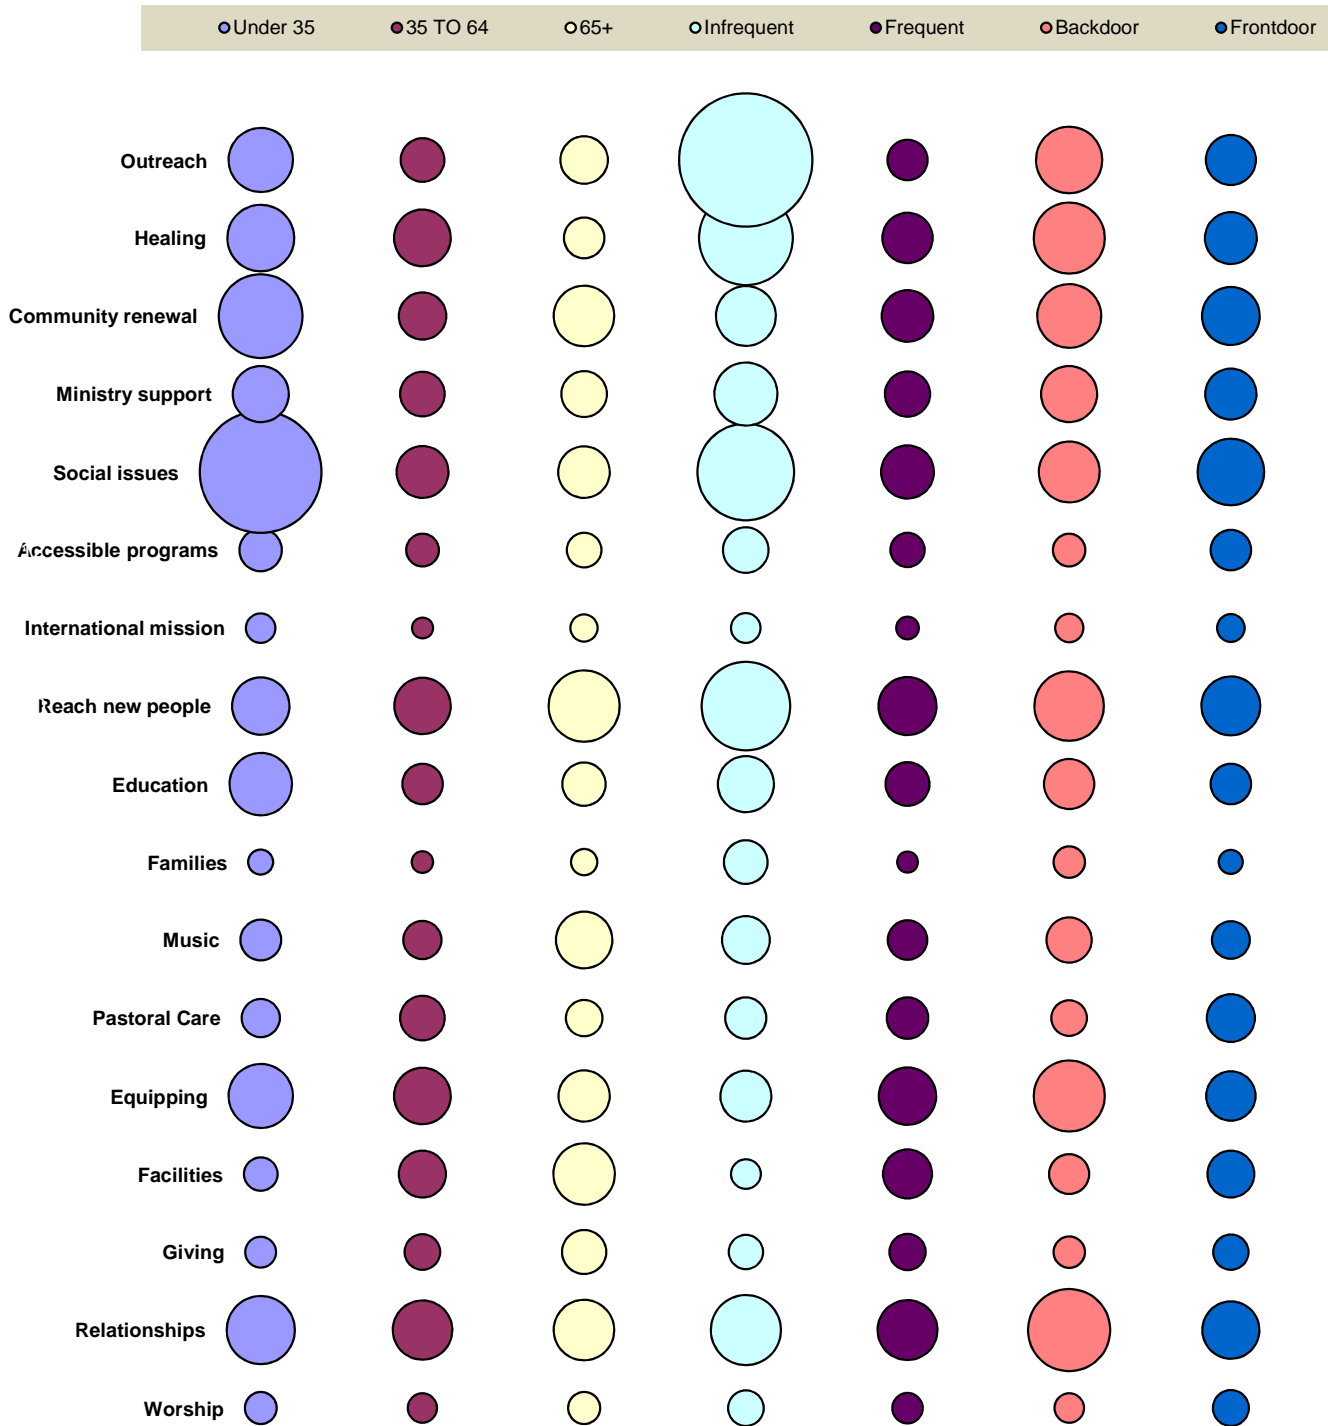 Under 35 35 TO 64 65+ Infrequent Frequent Backdoor Frontdoor
Outreach
Healing
Community renewal
Ministry support
Social issues
Accessible programs
International mission
Reach new people
Education
Families
Music
Pastoral Care
Equipping
Facilities
Giving
Relationships
Worship